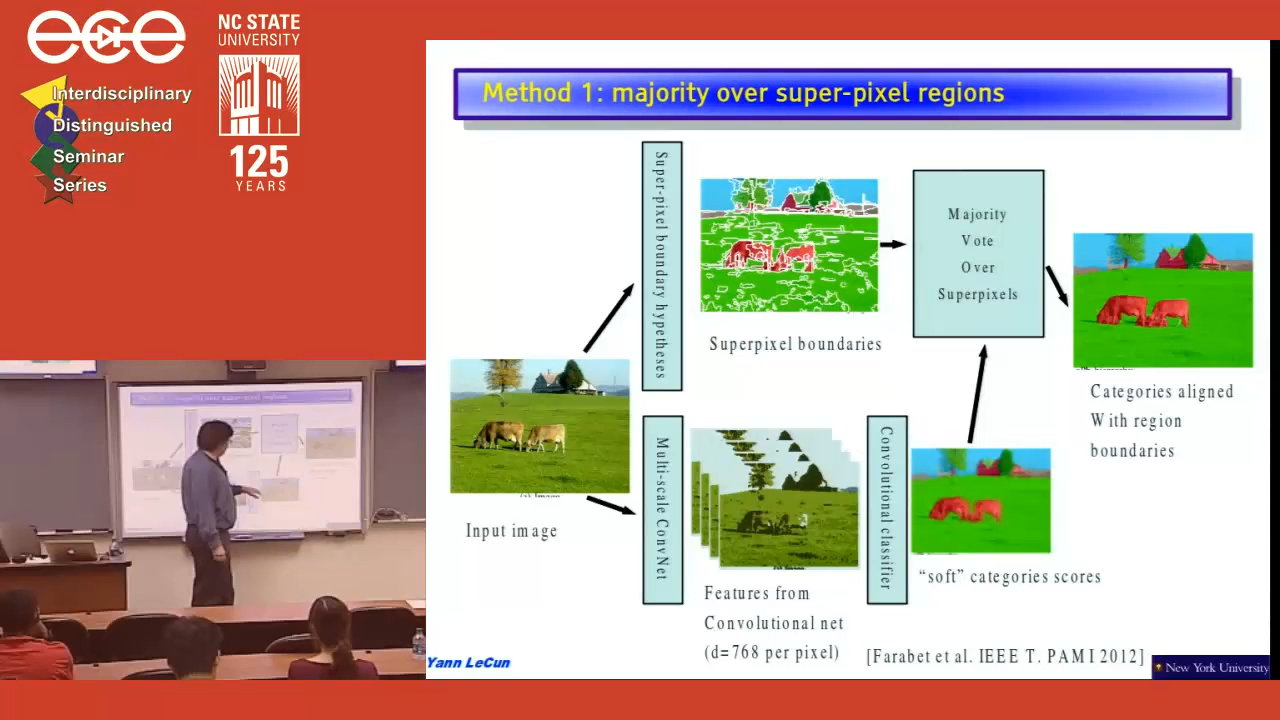 ece
NC STATE
UNIVERSITY
Interdisciplinary
Distinguished
Seminar
Series
125
YEARS
Method 1: majority over super-pixel regions
Super-pixel boundary hypetheses
Superpixel boundaries
Majority
Vote
Over
Superpixels
Categories aligned
With region
boundaries
Input image
Multi-scale ConvNet
Features from
Convolutional net
(d=768 per pixel)
Convolutional classifier
“soft” categories scores
[Farabet et al. IEEE T. PAMI 2012]
Yann LeCun
New York University